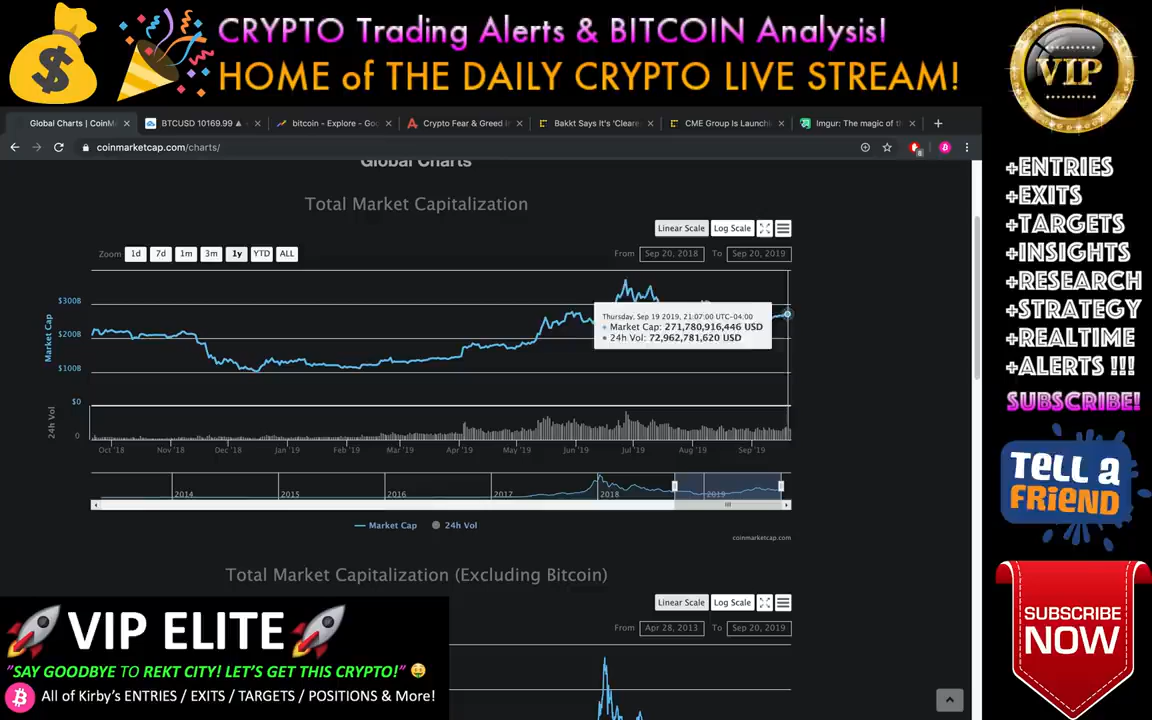 CRYPTO Trading Alerts & BITCOIN Analysis!
HOME of THE DAILY CRYPTO LIVE STREAM!
VIP
Global Charts | CoinMa
BTCUSD 10169.99 ▲
bitcoin - Explore - Goo
Crypto Fear & Greed In
Bakkt Says It's 'Cleare
CME Group Is Launchi
Imgur: The magic of th
coinmarketcap.com/charts/
Global Charts
Total Market Capitalization
Linear Scale
Log Scale
Zoom 1d 7d 1m 3m 1y YTD ALL
From Sep 20, 2018 To Sep 20, 2019
$300B
$200B
$100B
$0
Market Cap
Thursday, Sep 19 2019, 21:07:00 UTC-04:00
Market Cap: 271,780,916,446 USD
24h Vol: 72,962,781,620 USD
24h Vol
0
Oct '18 Nov '18 Dec '18 Jan '19 Feb '19 Mar '19 Apr '19 May '19 Jun '19 Jul '19 Aug '19 Sep '19
2014 2015 2016 2017 2018 2019
Market Cap 24h Vol
coinmarketcap.com
Total Market Capitalization (Excluding Bitcoin)
Linear Scale
Log Scale
From Apr 28, 2013 To Sep 20, 2019
VIP ELITE
"SAY GOODBYE TO REKT CITY! LET'S GET THIS CRYPTO!"
All of Kirby's ENTRIES / EXITS / TARGETS / POSITIONS & More!
+ENTRIES
+EXITS
+TARGETS
+INSIGHTS
+RESEARCH
+STRATEGY
+REALTIME
+ALERTS !!!
SUBSCRIBE!
TELL a
FRiEND
SUBSCRIBE
NOW